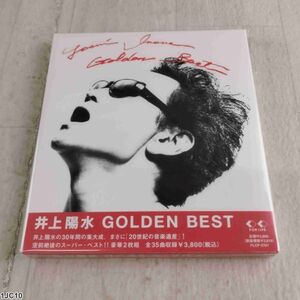 Yosui Inoue
Golden Best
井上陽水 GOLDEN BEST
FOR LIFE
井上陽水の30年間の集大成、まさに「20世紀の音楽遺産」!
空前絶後のスーパー・ベスト!!豪華2枚組 全35曲収録¥3,800(税込)
1JC10